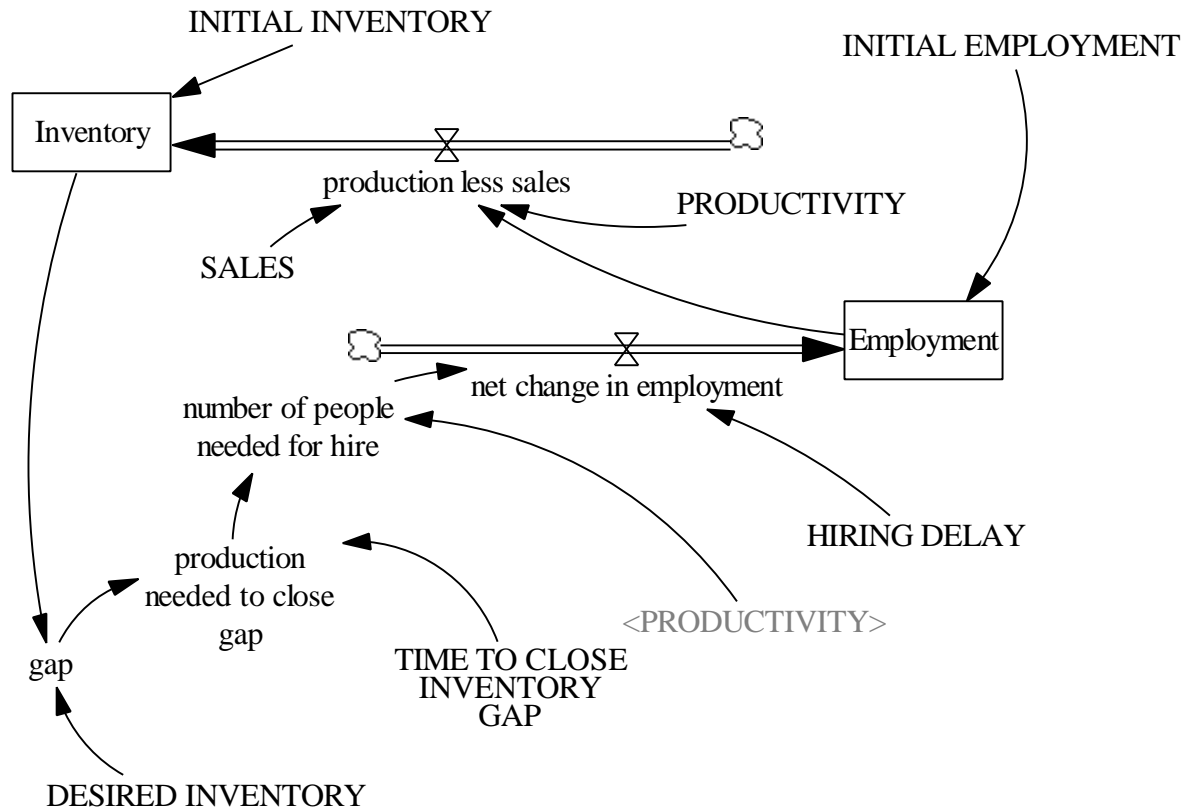 INITIAL INVENTORY
INITIAL EMPLOYMENT
Inventory
production less sales
PRODUCTIVITY
SALES
Employment
net change in employment
number of people
needed for hire
HIRING DELAY
production
needed to close
gap
<PRODUCTIVITY>
gap
TIME TO CLOSE
INVENTORY
GAP
DESIRED INVENTORY